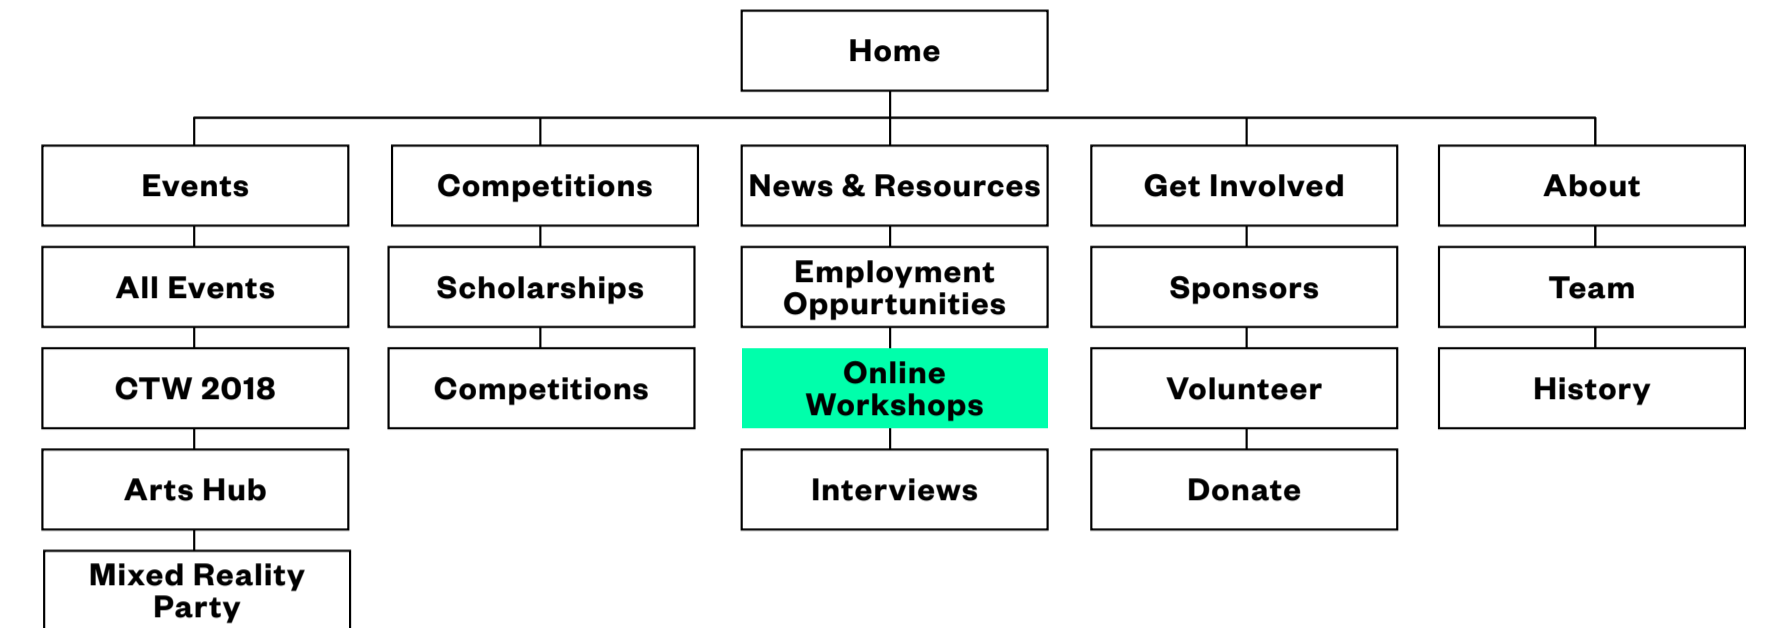 Home
Events
Competitions
News & Resources
Get Involved
About
All Events
Scholarships
Employment
Oppurtunities
Sponsors
Team
CTW 2018
Competitions
Online
Workshops
Volunteer
History
Arts Hub
Interviews
Donate
Mixed Reality
Party